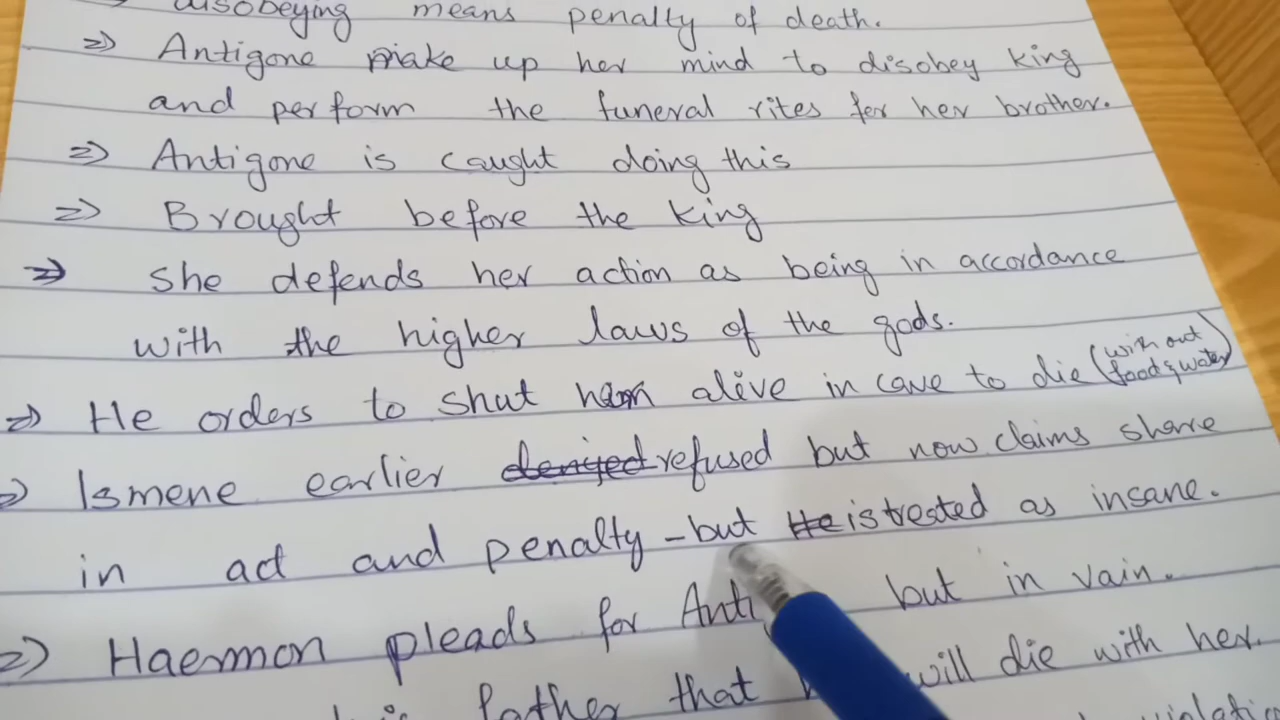 disobeying means penalty of death.
=> Antigone make up her mind to disobey king
and perform the funeral rites for her brother.
=> Antigone is caught doing this
=> Brought before the king
=> she defends her action as being in accordance
with the higher laws of the gods.
=> He orders to shut alive in cave to die (with out food & water)
=> Ismene earlier denied refused but now claims share
in act and penalty - but He is treated as insane.
=> Haemon pleads for Anti but in vain.
father that will die with her.